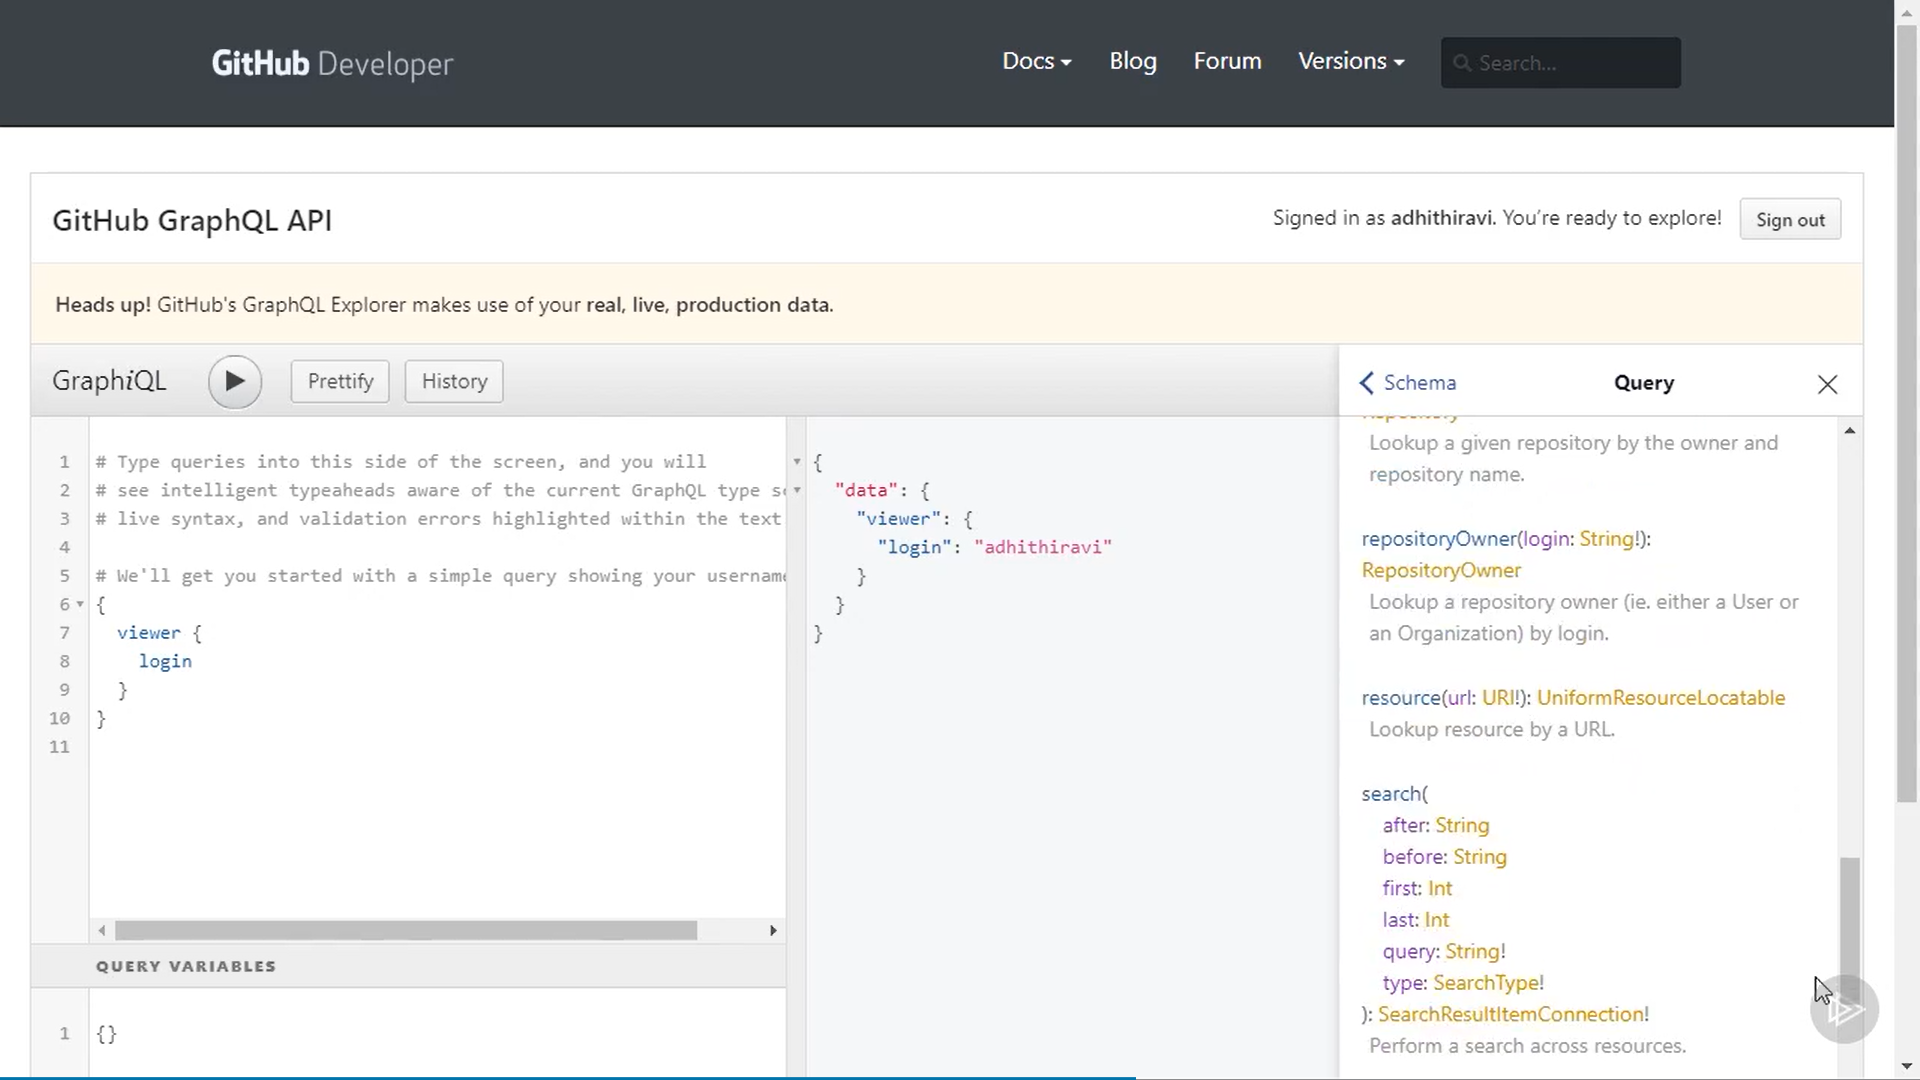 GitHub Developer
Docs
Blog
Forum
Versions
Search...
GitHub GraphQL API
Signed in as adhithiravi. You're ready to explore!
Sign out
Heads up! GitHub's GraphQL Explorer makes use of your real, live, production data.
GraphiQL
Prettify
History
Schema
Query
1 # Type queries into this side of the screen, and you will
2 # see intelligent typeaheads aware of the current GraphQL type
3 # live syntax, and validation errors highlighted within the text
4
5 # We'll get you started with a simple query showing your username
6 {
7 viewer {
8 login
9 }
10 }
11
QUERY VARIABLES
1 {}
{
"data": {
"viewer": {
"login": "adhithiravi"
}
}
}
Repository
Lookup a given repository by the owner and
repository name.
repositoryOwner(login: String!):
RepositoryOwner
Lookup a repository owner (ie. either a User or
an Organization) by login.
resource(url: URI!): UniformResourceLocatable
Lookup resource by a URL.
search(
after: String
before: String
first: Int
last: Int
query: String!
type: SearchType!
): SearchResultItemConnection!
Perform a search across resources.